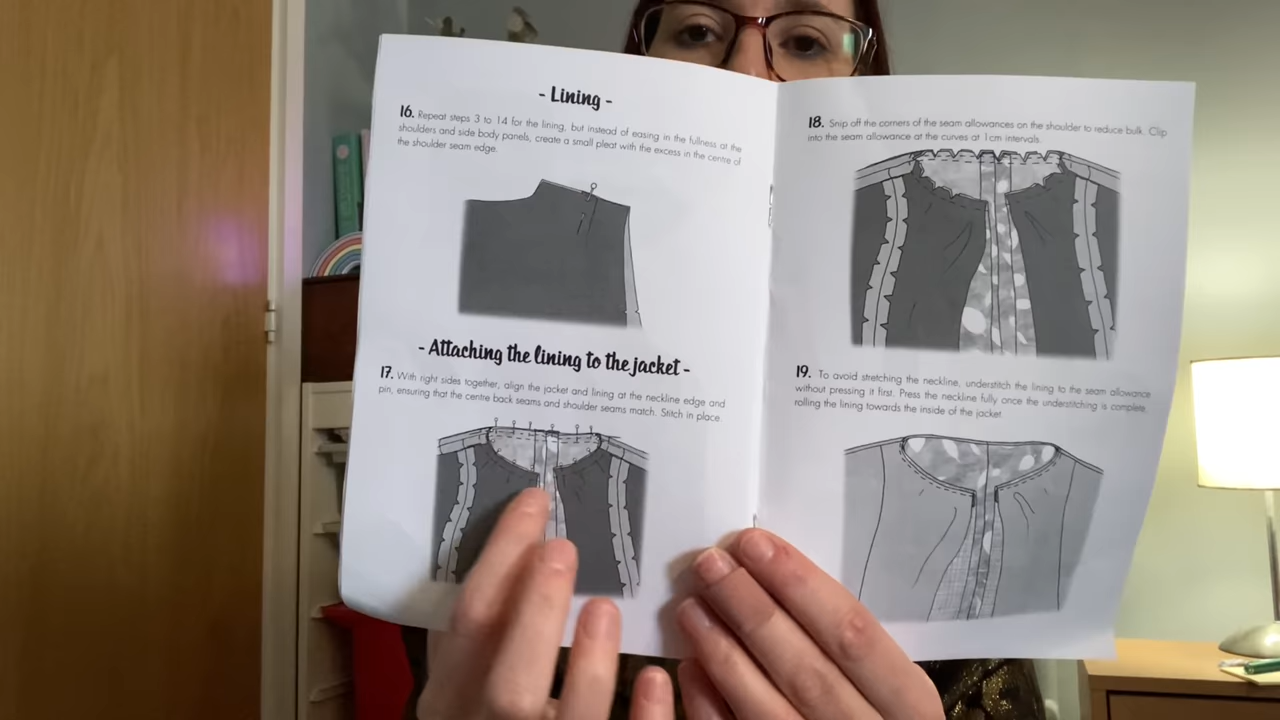 - Lining -
16. Repeat steps 3 to 14 for the lining, but instead of easing in the fullness at the
shoulders and side body panels, create a small pleat with the excess in the centre of
the shoulder seam edge.
- Attaching the lining to the jacket -
17. With right sides together, align the jacket and lining at the neckline edge and
pin, ensuring that the centre back seams and shoulder seams match. Stitch in place.
18. Snip off the corners of the seam allowances on the shoulder to reduce bulk. Clip
into the seam allowance at the curves at 1cm intervals.
19. To avoid stretching the neckline, understitch the lining to the seam allowance
without pressing it first. Press the neckline fully once the understitching is complete,
rolling the lining towards the inside of the jacket.